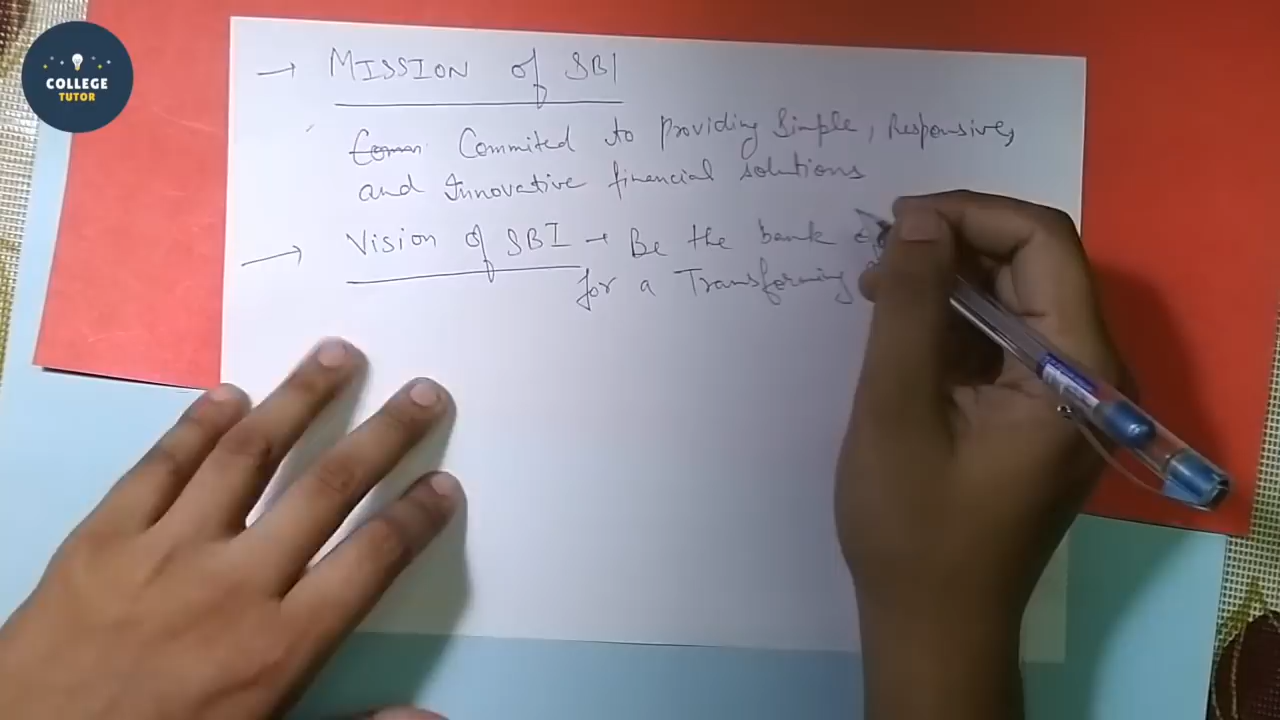 COLLEGE
TUTOR
→ MISSION of SBI
Comon Commited to Providing Simple, Responsive,
and Innovative financial solutions
→ Vision of SBI → Be the bank
for a Transforming